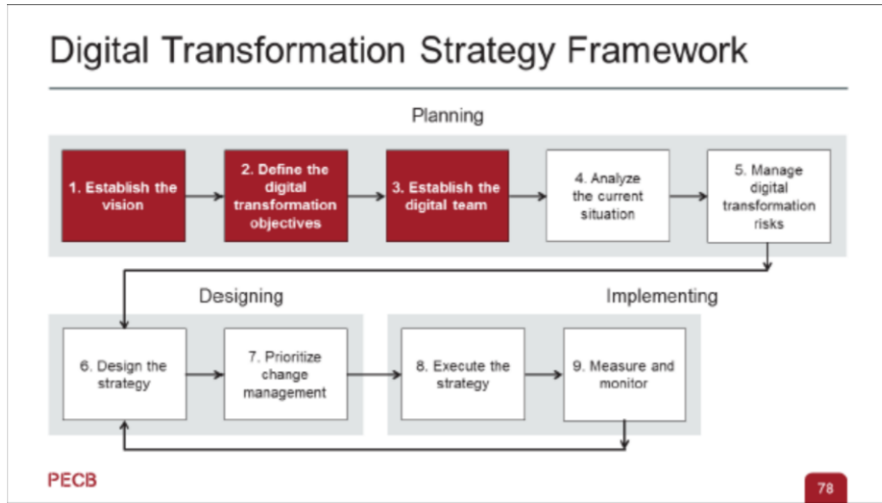 Digital Transformation Strategy Framework
Planning
1. Establish the
vision
2. Define the
digital
transformation
objectives
3. Establish the
digital team
4. Analyze
the current
situation
5. Manage
digital
transformation
risks
Designing
6. Design the
strategy
7. Prioritize
change
management
Implementing
8. Execute the
strategy
9. Measure and
monitor
PECB
78